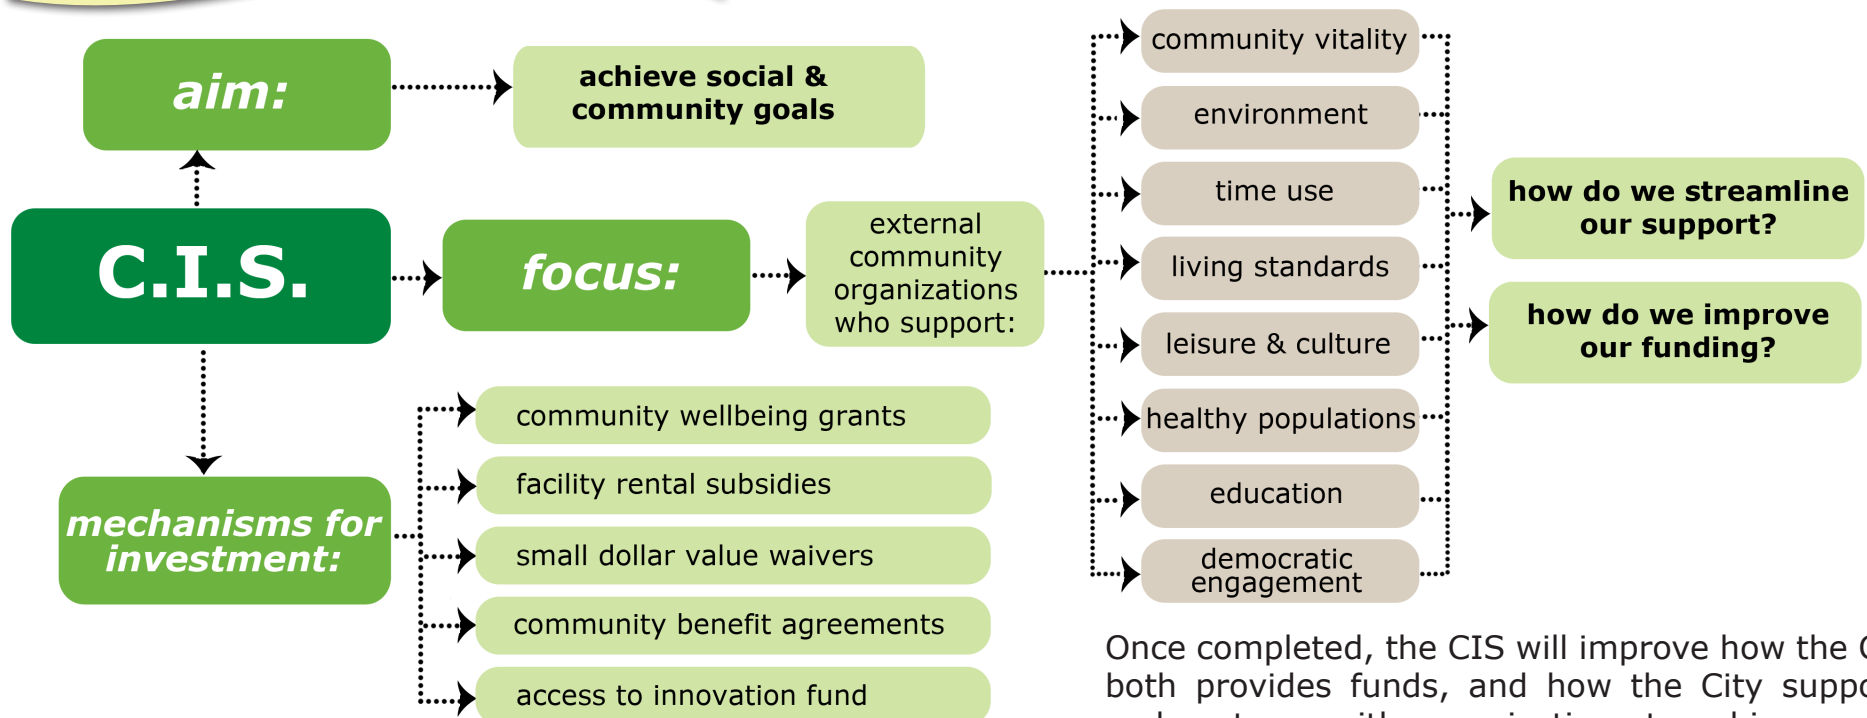 aim:
achieve social &
community goals
C.I.S.
focus:
external
community
organizations
who support:
community vitality
environment
time use
living standards
leisure & culture
healthy populations
education
democratic
engagement
how do we streamline
our support?
how do we improve
our funding?
mechanisms for
investment:
community wellbeing grants
facility rental subsidies
small dollar value waivers
community benefit agreements
access to innovation fund
Once completed, the CIS will improve how the
both provides funds, and how the City